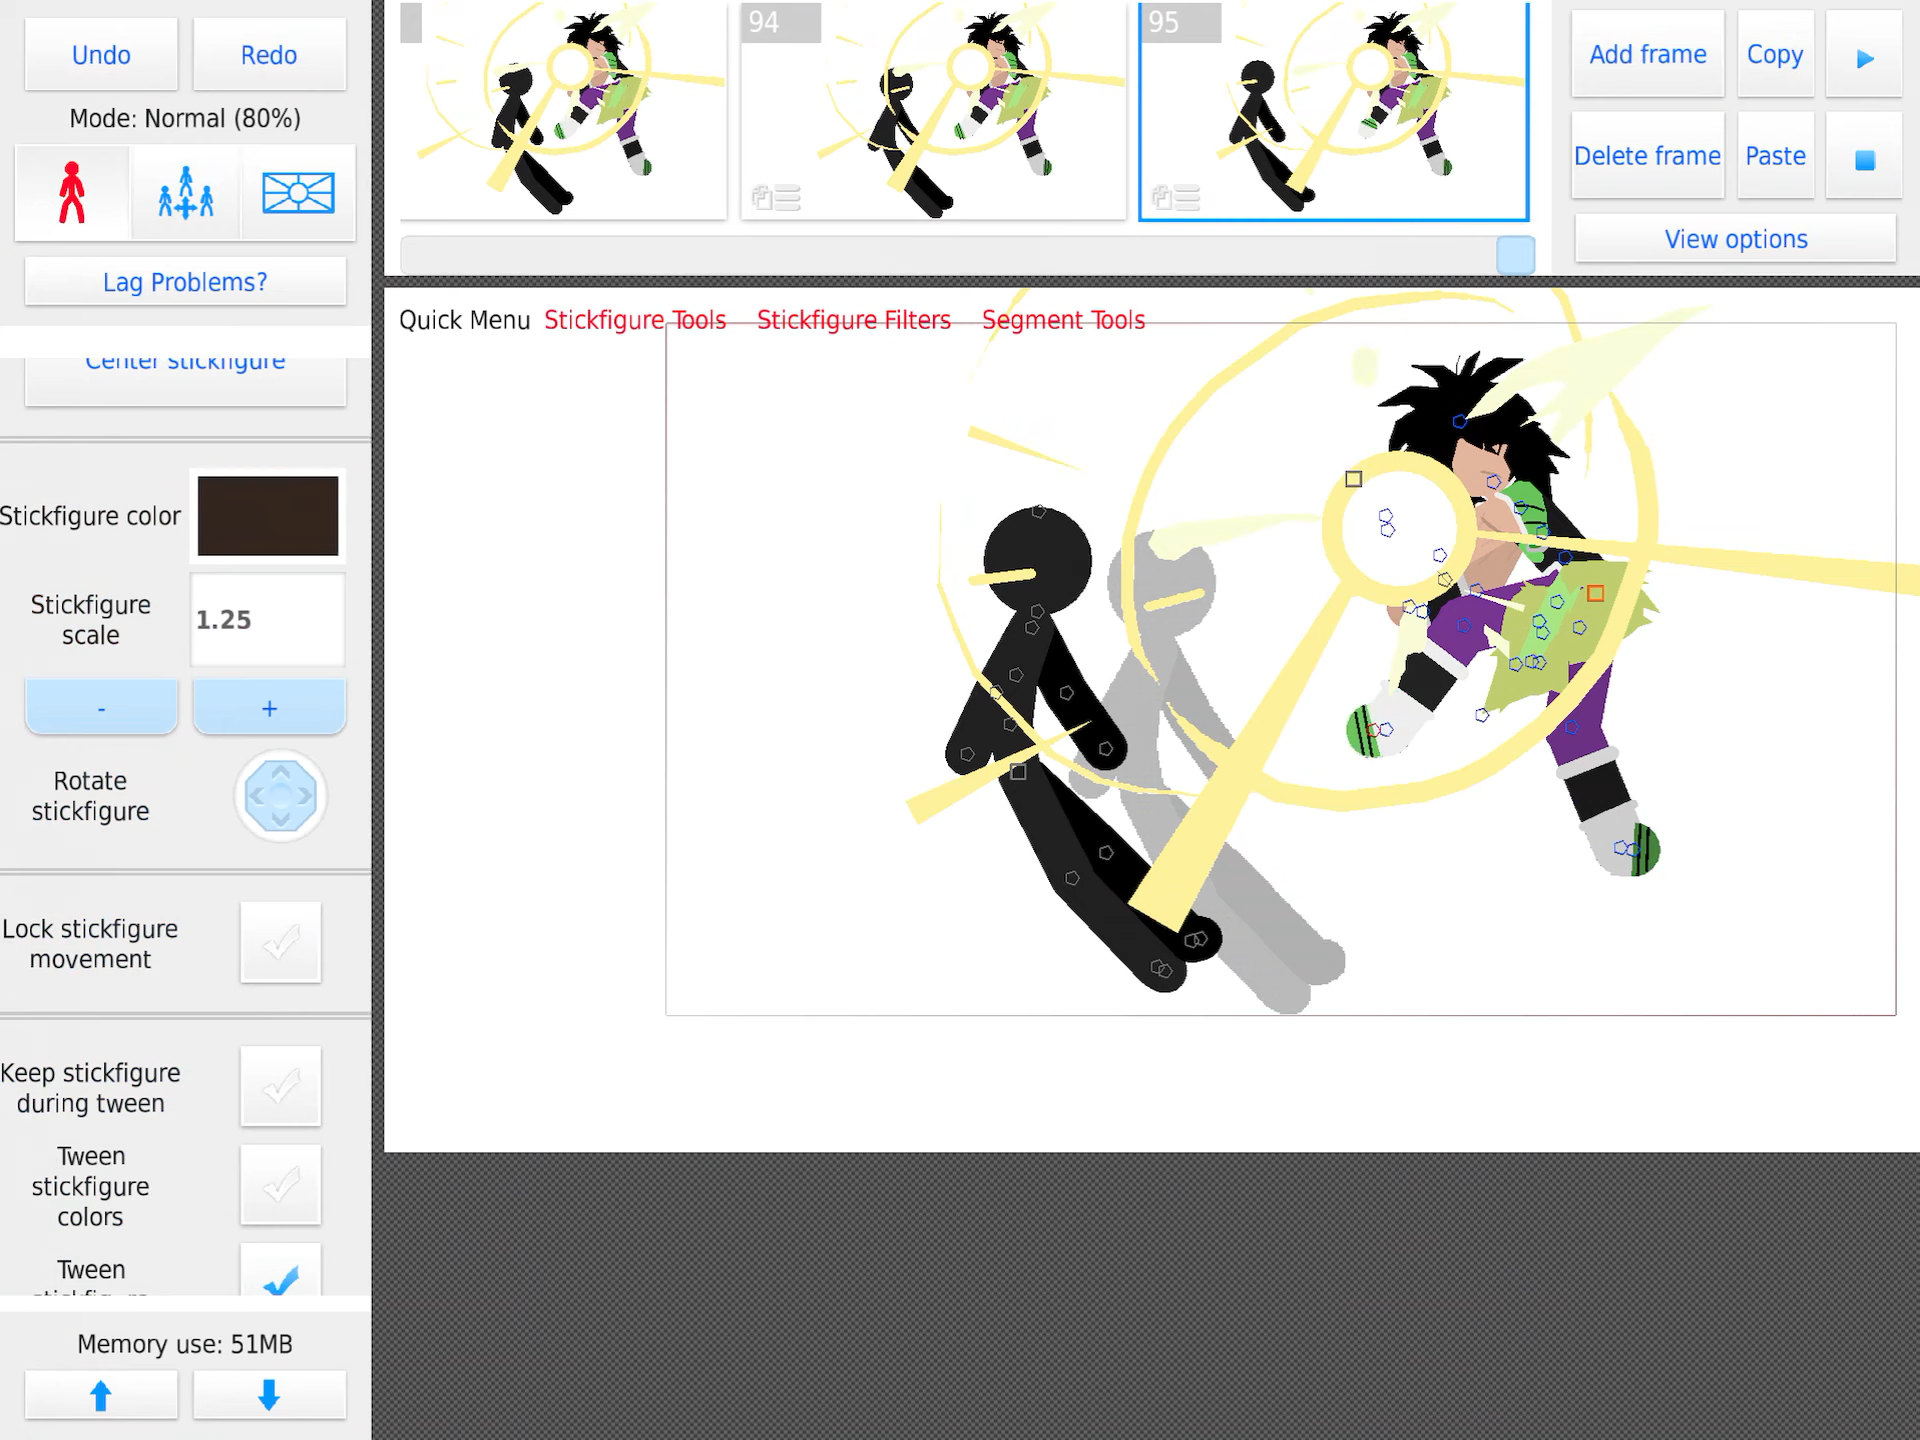 Undo
Redo
Mode: Normal (80%)
Lag Problems?
Center stickfigure
Stickfigure color
Stickfigure
scale
1.25
-
+
Rotate
stickfigure
Lock stickfigure
movement
Keep stickfigure
during tween
Tween
stickfigure
colors
Tween
Memory use: 51MB
94
95
Add frame
Copy
Delete frame
Paste
View options
Quick Menu
Stickfigure Tools
Stickfigure Filters
Segment Tools